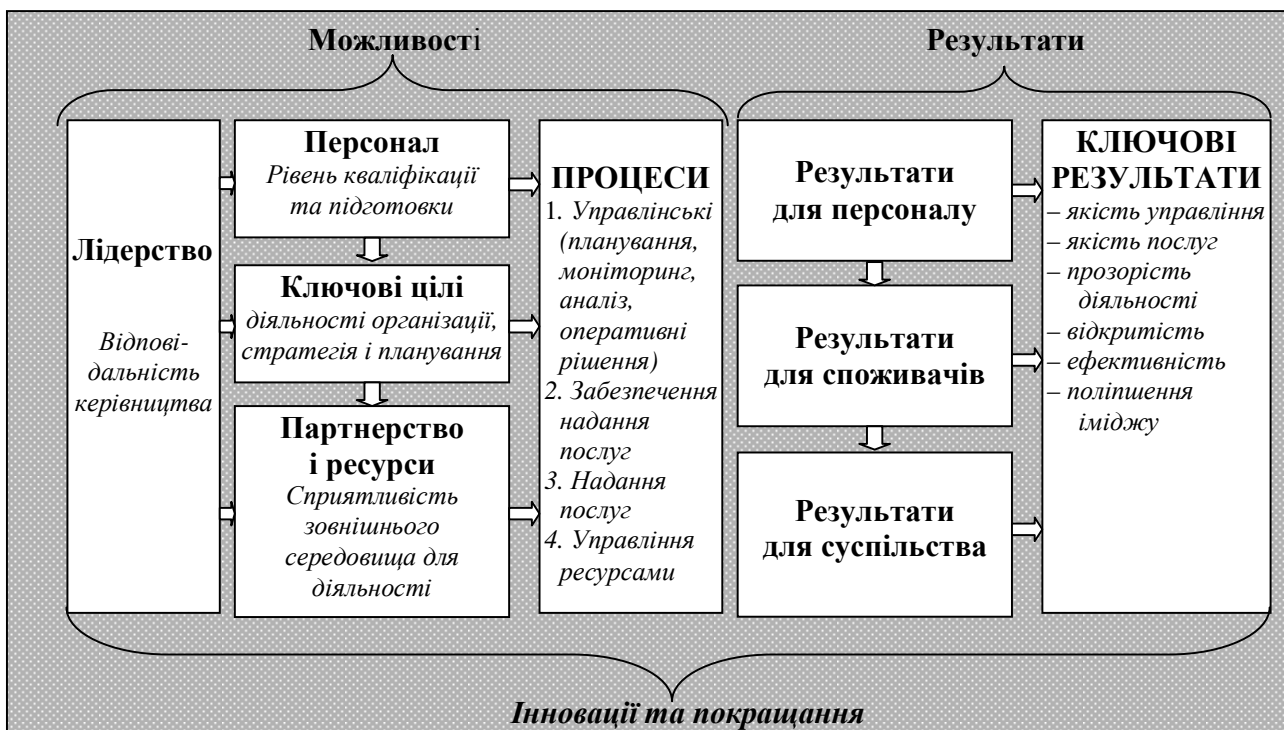 Можливості
Результати
Лідерство
Відпові-
дальність
керівництва
Персонал
Рівень кваліфікації
та підготовки
Ключові цілі
діяльності організації,
стратегія і планування
Партнерство
і ресурси
Сприятливість
зовнішнього
середовища для
діяльності
ПРОЦЕСИ
1. Управлінські
(планування,
моніторинг,
аналіз,
оперативні
рішення)
2. Забезпечення
надання
послуг
3. Надання
послуг
4. Управління
ресурсами
Результати
для персоналу
Результати
для споживачів
Результати
для суспільства
КЛЮЧОВІ
РЕЗУЛЬТАТИ
– якість управління
– якість послуг
– прозорість
діяльності
– відкритість
– ефективність
– поліпшення
іміджу
Інновації та покращання